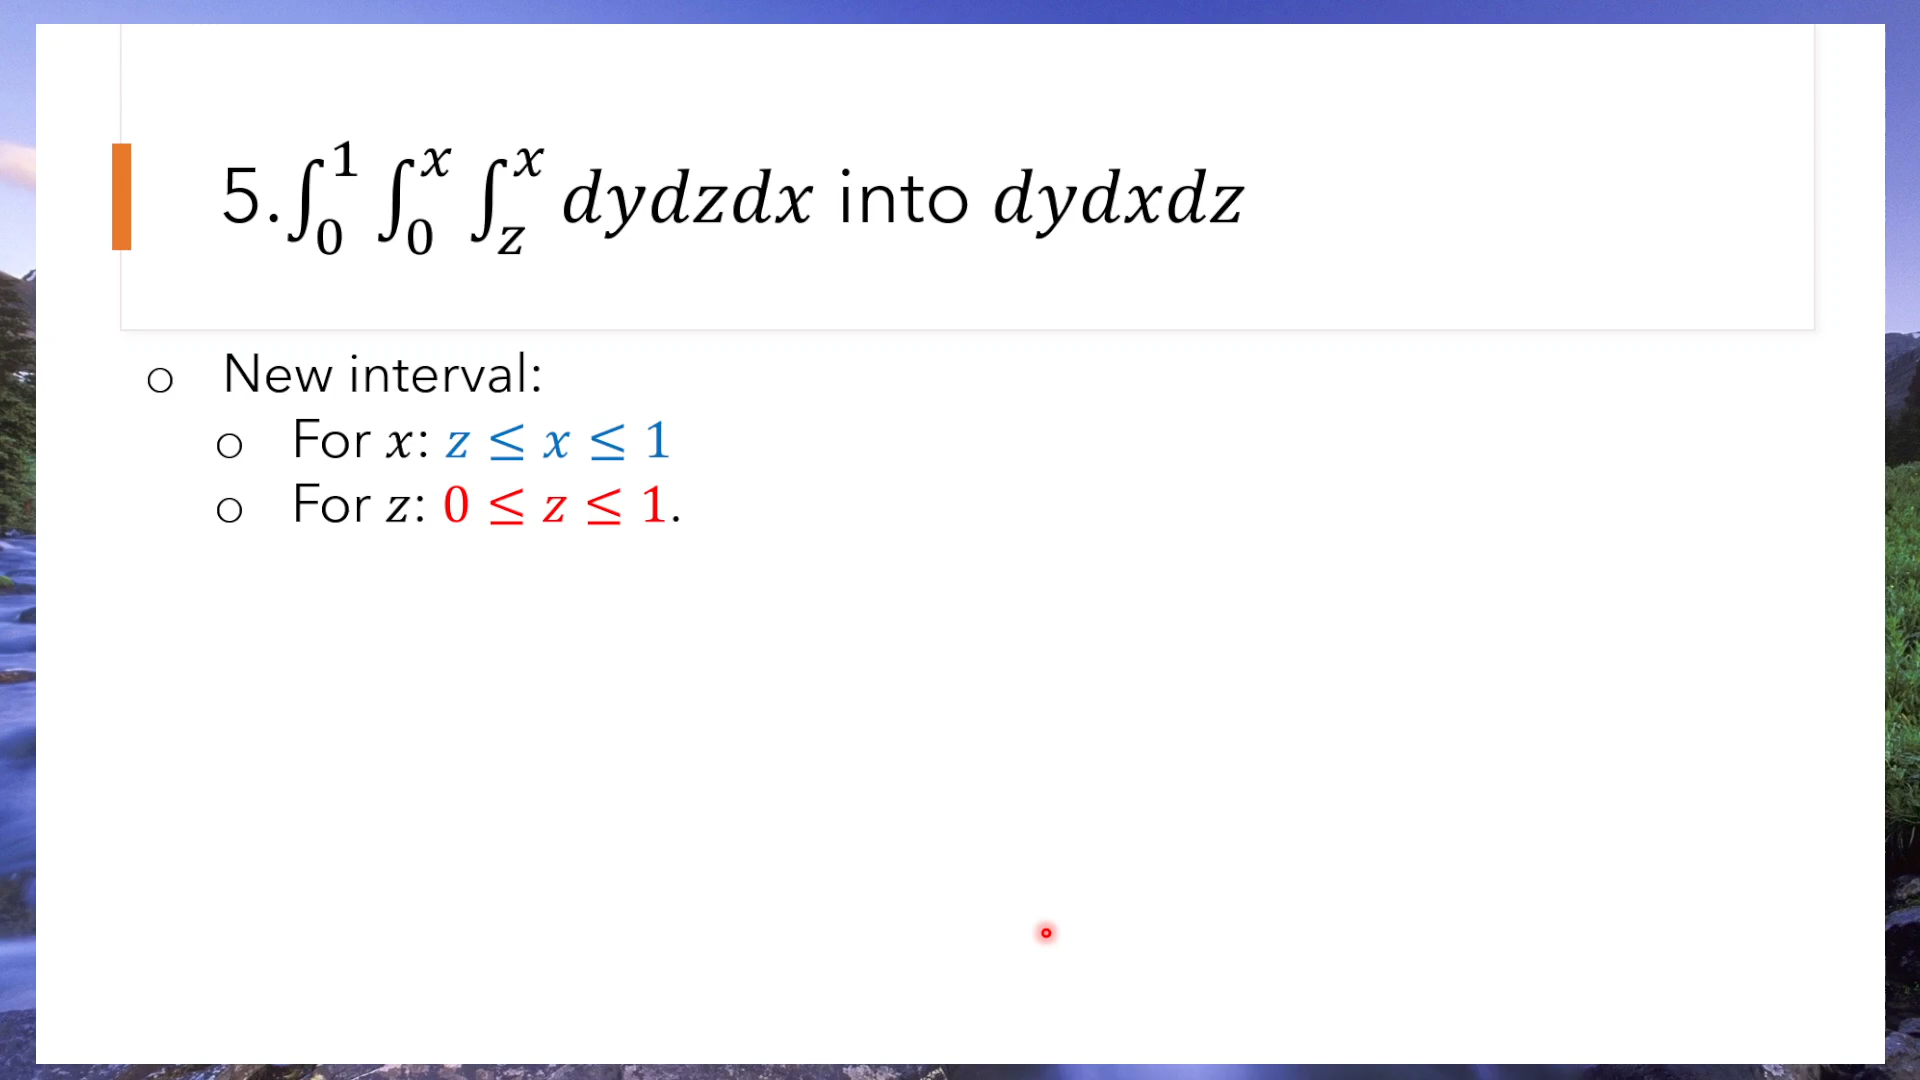 5.∫₀¹ ∫₀ˣ ∫_z^x dydzdx into dydxdz
○ New interval:
○ For x: z ≤ x ≤ 1
○ For z: 0 ≤ z ≤ 1.